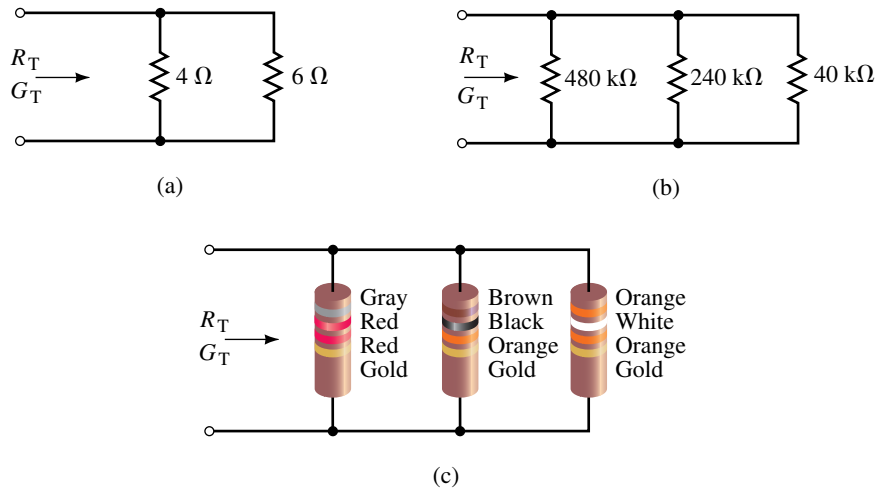 R_T
G_T
4 Ω
6 Ω
(a)
R_T
G_T
480 kΩ
240 kΩ
40 kΩ
(b)
R_T
G_T
Gray
Red
Red
Gold
Brown
Black
Orange
Gold
Orange
White
Orange
Gold
(c)